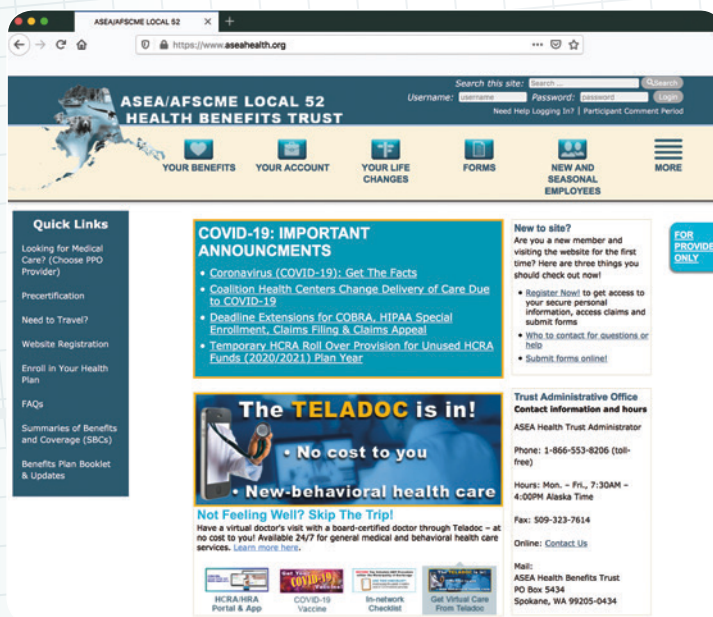 ASEA/AFSCME LOCAL 52
https://www.aseahealth.org
ASEA/AFSCME LOCAL 52
HEALTH BENEFITS TRUST
Search this site: Search ... Search
Username: username Password: password Login
Need Help Logging In? | Participant Comment Period
YOUR BENEFITS
YOUR ACCOUNT
YOUR LIFE
CHANGES
FORMS
NEW AND
SEASONAL
EMPLOYEES
MORE
Quick Links
Looking for Medical
Care? (Choose PPO
Provider)
Precertification
Need to Travel?
Website Registration
Enroll in Your Health
Plan
FAQs
Summaries of Benefits
and Coverage (SBCs)
Benefits Plan Booklet
& Updates
COVID-19: IMPORTANT
ANNOUNCMENTS
• Coronavirus (COVID-19): Get The Facts
• Coalition Health Centers Change Delivery of Care Due
to COVID-19
• Deadline Extensions for COBRA, HIPAA Special
Enrollment, Claims Filing & Claims Appeal
• Temporary HCRA Roll Over Provision for Unused HCRA
Funds (2020/2021) Plan Year
The TELADOC is in!
• No cost to you
• New-behavioral health care
Not Feeling Well? Skip The Trip!
Have a virtual doctor's visit with a board-certified doctor through Teladoc – at
no cost to you! Available 24/7 for general medical and behavioral health care
services. Learn more here.
HCRA/HRA
Portal & App
Get Your
COVID-19
COVID-19
Vaccine
In-network
Checklist
The TELADOC is in!
Get Virtual Care
From Teladoc
New to site?
Are you a new member and
visiting the website for the first
time? Here are three things you
should check out now!
• Register Now! to get access to
your secure personal
information, access claims and
submit forms
• Who to contact for questions or
help
• Submit forms online!
Trust Administrative Office
Contact information and hours
ASEA Health Trust Administrator
Phone: 1-866-553-8206 (toll-
free)
Hours: Mon. – Fri., 7:30AM –
4:00PM Alaska Time
Fax: 509-323-7614
Online: Contact Us
Mail:
ASEA Health Benefits Trust
PO Box 5434
Spokane, WA 99205-0434
FOR
PROVIDE
ONLY